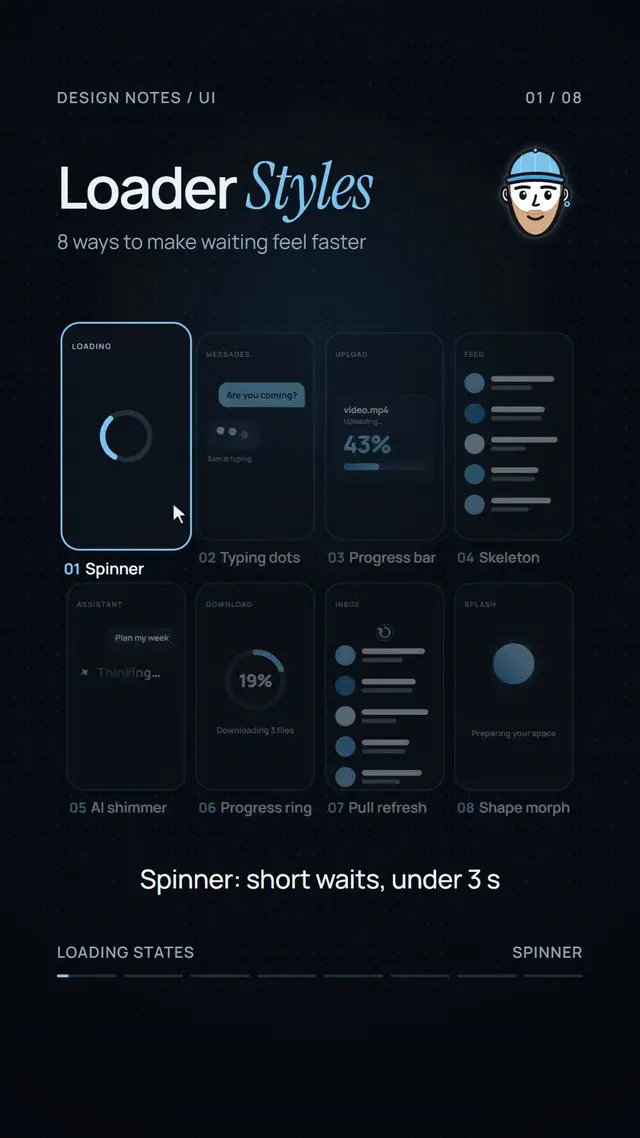 DESIGN NOTES / UI
01 / 08
Loader Styles
8 ways to make waiting feel faster
LOADING
MESSAGES
Are you coming?
Sam is typing..
UPLOAD
video.mp4
Uploading..
43%
FEED
01 Spinner
02 Typing dots
03 Progress bar
04 Skeleton
ASSISTANT
Plan my week
Thinking...
DOWNLOAD
19%
Downloading 3 files
INBOX
SPLASH
Preparing your space
05 AI shimmer
06 Progress ring
07 Pull refresh
08 Shape morph
Spinner: short waits, under 3 s
LOADING STATES
SPINNER